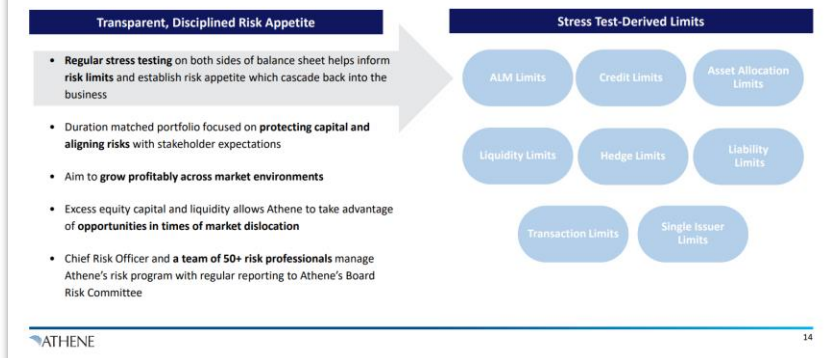 Transparent, Disciplined Risk Appetite
• Regular stress testing on both sides of balance sheet helps inform
risk limits and establish risk appetite which cascade back into the
business
• Duration matched portfolio focused on protecting capital and
aligning risks with stakeholder expectations
• Aim to grow profitably across market environments
• Excess equity capital and liquidity allows Athene to take advantage
of opportunities in times of market dislocation
• Chief Risk Officer and a team of 50+ risk professionals manage
Athene's risk program with regular reporting to Athene's Board
Risk Committee
Stress Test-Derived Limits
ALM Limits
Credit Limits
Asset Allocation
Limits
Liquidity Limits
Hedge Limits
Liability
Limits
Transaction Limits
Single Issuer
Limits
ATHENE
14